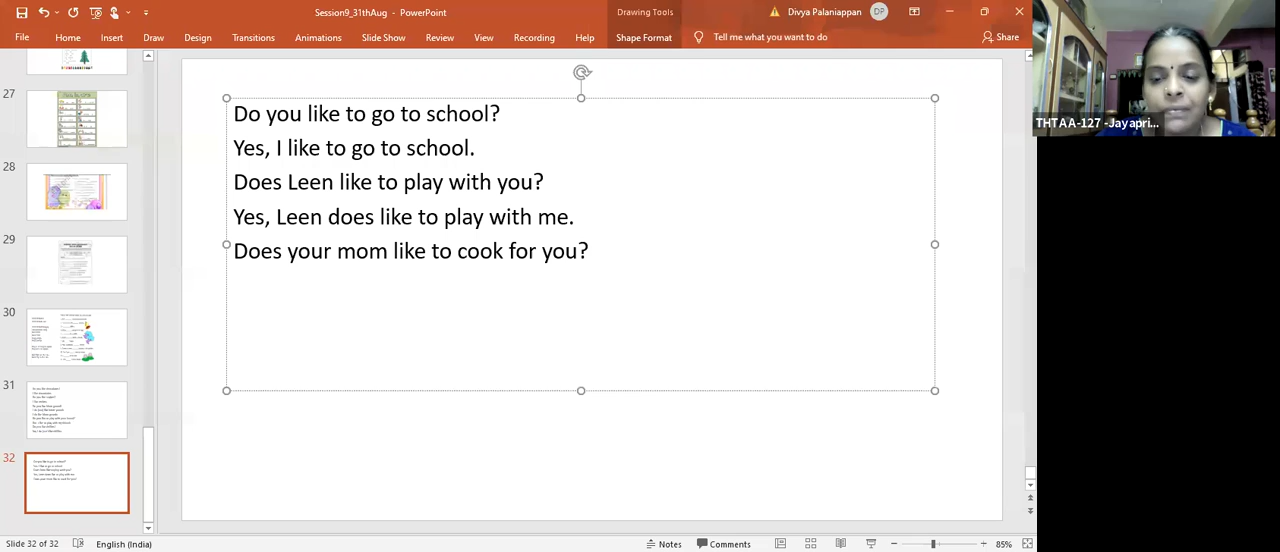 Session9_31thAug - PowerPoint
Drawing Tools
Divya Palaniappan
DP
File
Home
Insert
Draw
Design
Transitions
Animations
Slide Show
Review
View
Recording
Help
Shape Format
Tell me what you want to do
Share
THTAA-127 -Jayapri...
27
28
29
30
31
32
Do you like to go to school?
Yes, I like to go to school.
Does Leen like to play with you?
Yes, Leen does like to play with me.
Does your mom like to cook for you?
Slide 32 of 32
English (India)
Notes
Comments
85%